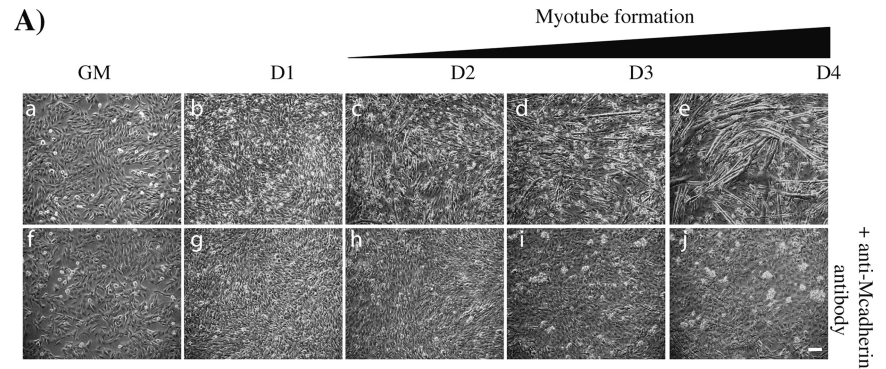 A)
Myotube formation
GM D1 D2 D3 D4
a b c d e
f g h i j
+ anti-Mcadherin
antibody